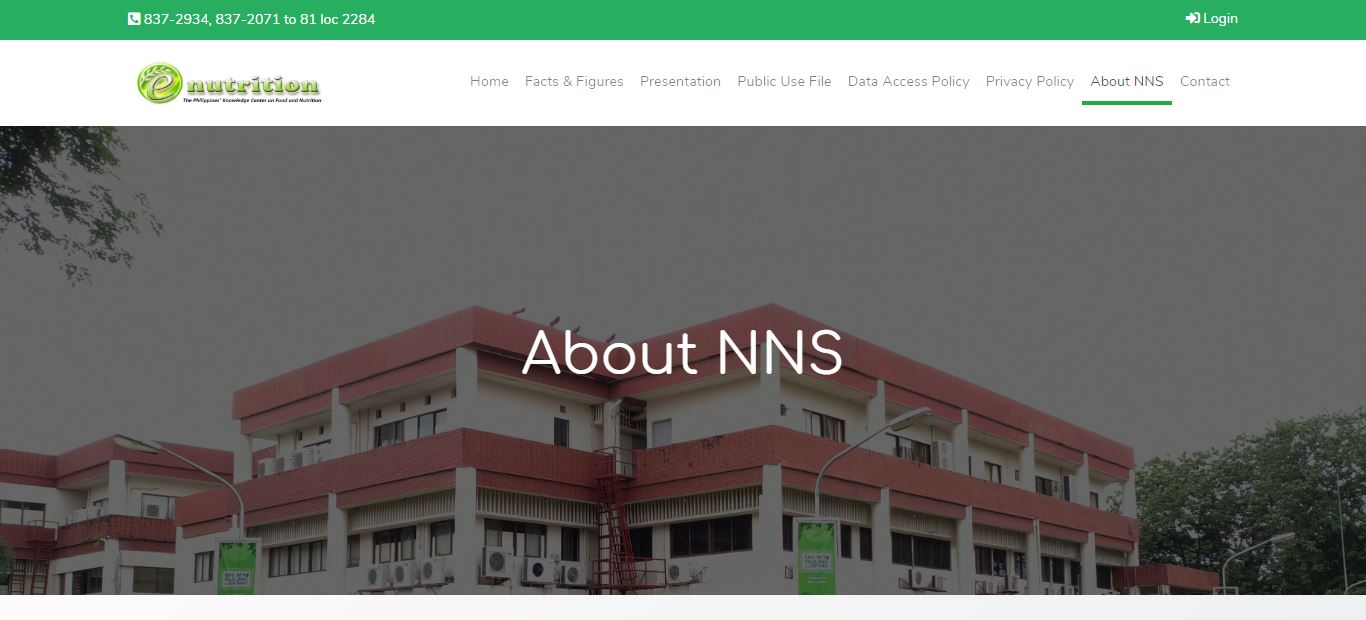 837-2934, 837-2071 to 81 loc 2284
Login
e nutrition
The Philippines' Knowledge Center on Food and Nutrition
Home
Facts & Figures
Presentation
Public Use File
Data Access Policy
Privacy Policy
About NNS
Contact
About NNS